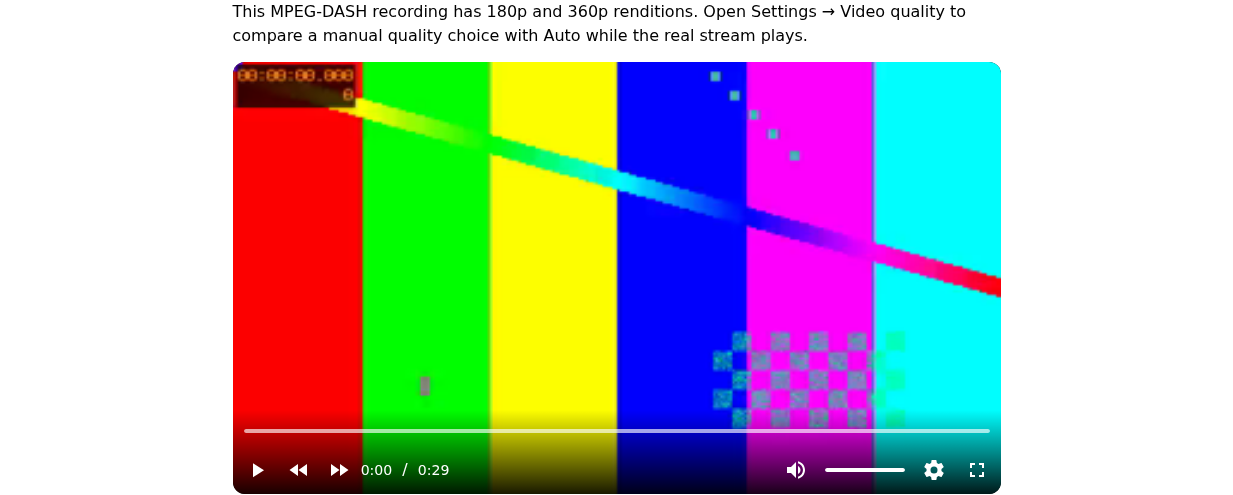 This MPEG-DASH recording has 180p and 360p renditions. Open Settings → Video quality to
compare a manual quality choice with Auto while the real stream plays.
00:00:00.000
0
0:00 / 0:29